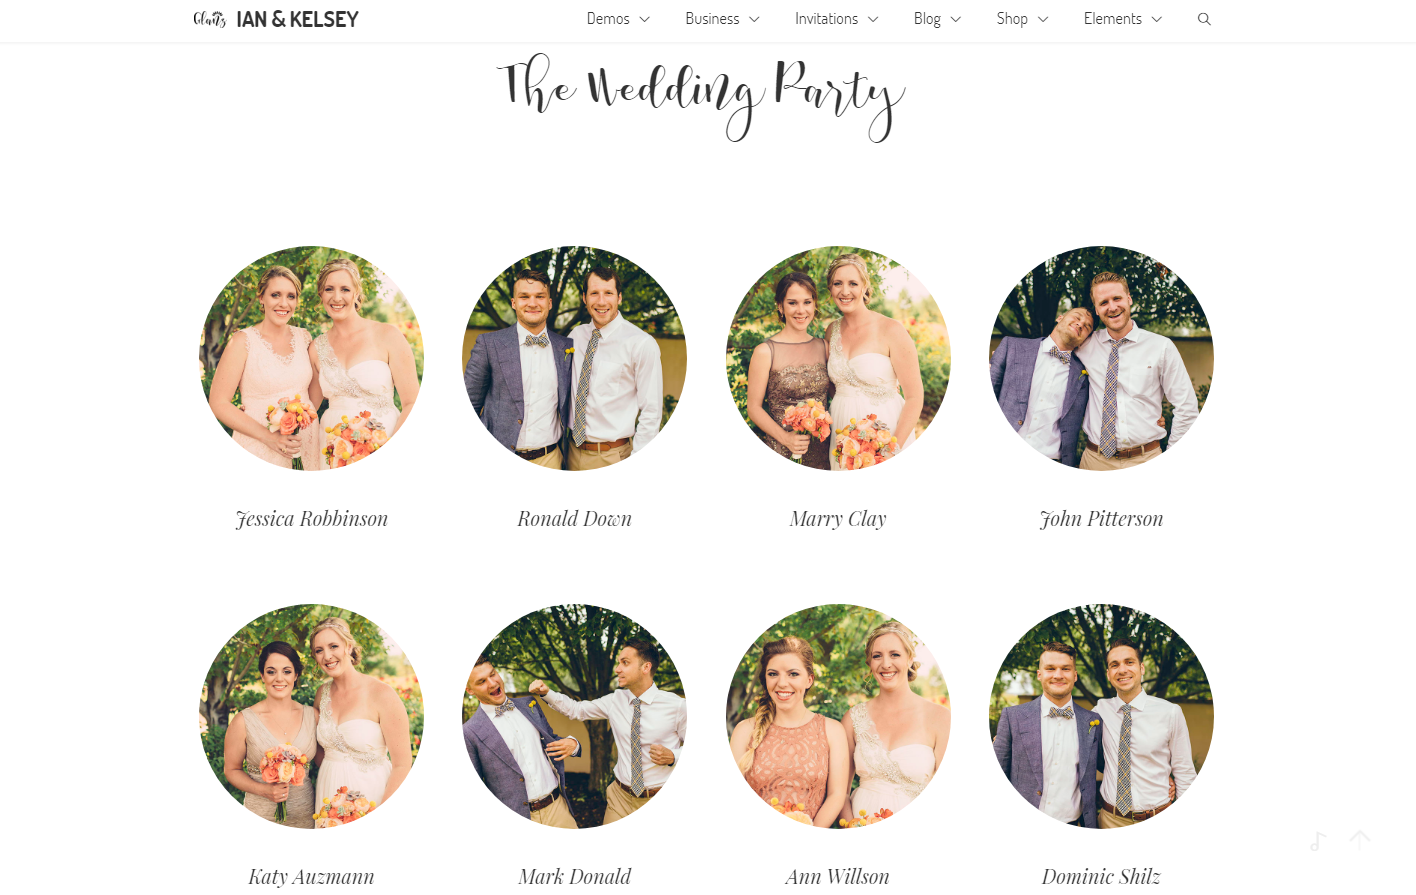 Glanz IAN & KELSEY Demos Business Invitations Blog Shop Elements
The Wedding Party
Jessica Robbinson Ronald Down Marry Clay John Pitterson
Katy Auzmann Mark Donald Ann Willson Dominic Shilz